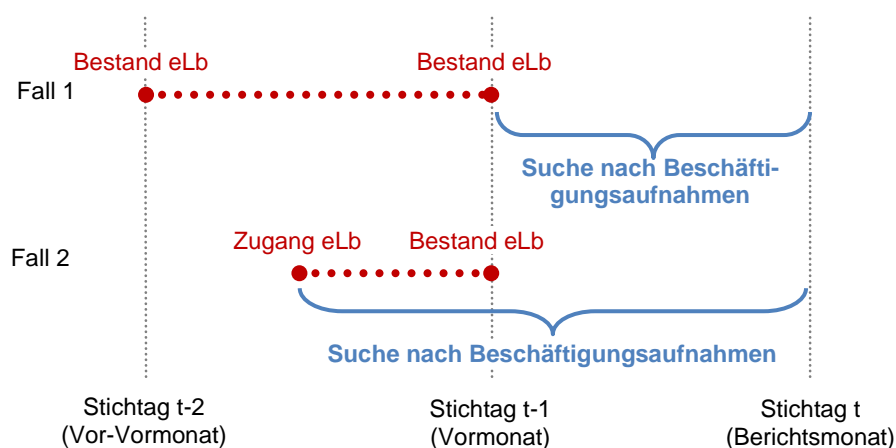 Bestand eLb
Bestand eLb
Fall 1
Suche nach Beschäfti-
gungsaufnahmen
Zugang eLb
Bestand eLb
Fall 2
Suche nach Beschäftigungsaufnahmen
Stichtag t-2
(Vor-Vormonat)
Stichtag t-1
(Vormonat)
Stichtag t
(Berichtsmonat)